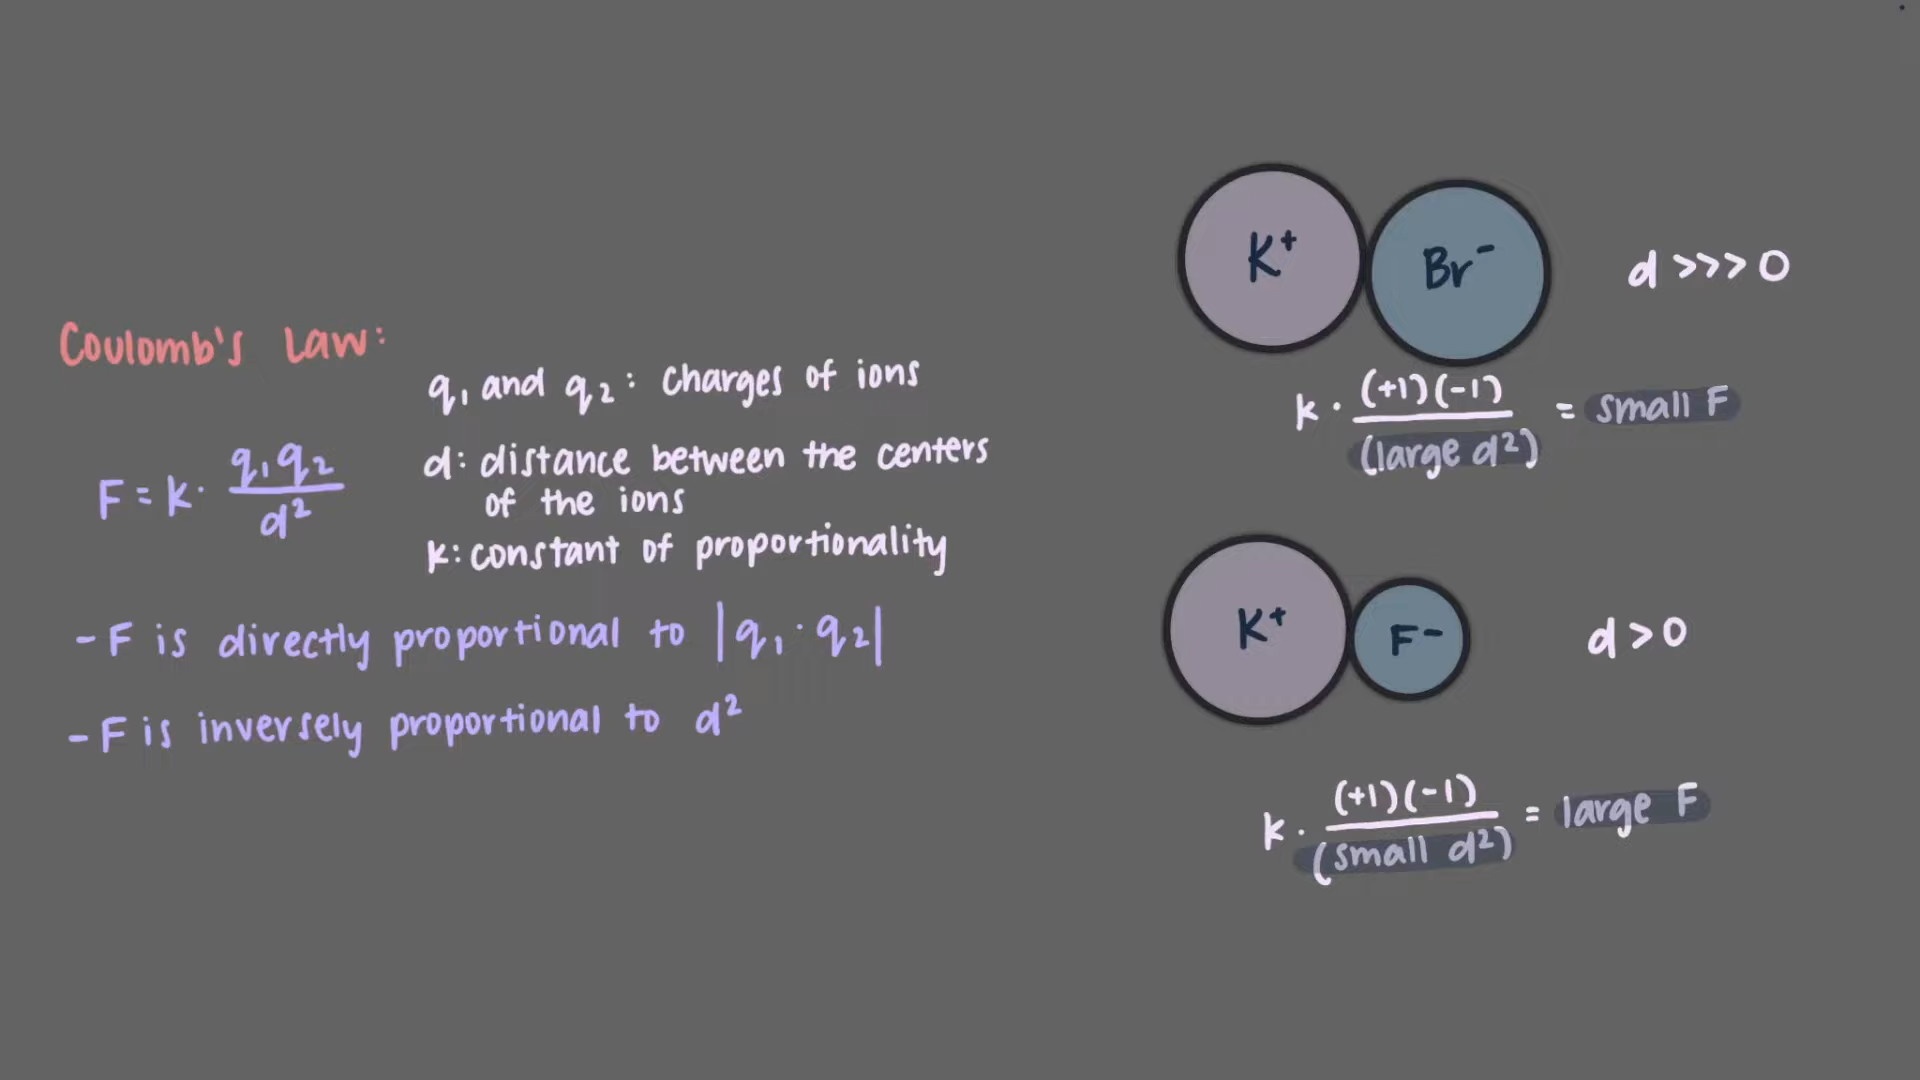 Coulomb's Law:
F = k · q₁q₂ / d²
q₁ and q₂: charges of ions
d: distance between the centers
of the ions
k: constant of proportionality
- F is directly proportional to |q₁ · q₂|
- F is inversely proportional to d²
K⁺ Br⁻ d >>> 0
k · (+1)(-1) / (large d²) = small F
K⁺ F⁻ d > 0
k · (+1)(-1) / (small d²) = large F